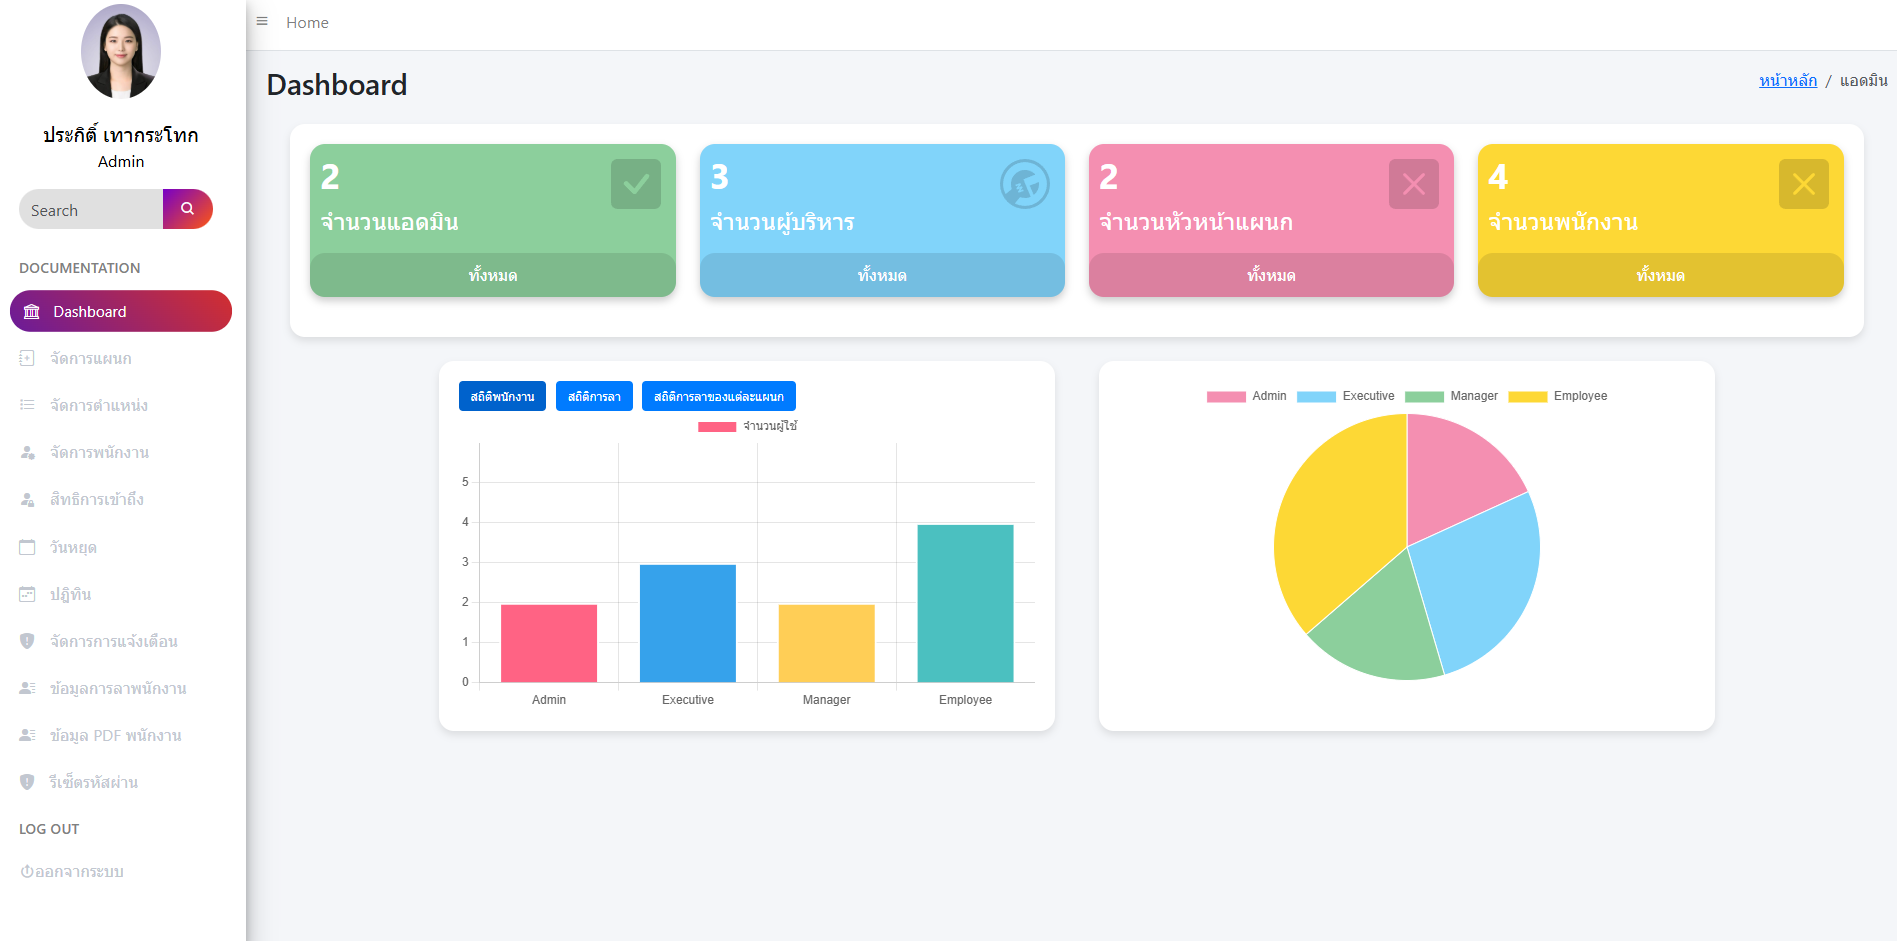 ประกิติ์ เทากระโทก
Admin
Search
DOCUMENTATION
Dashboard
จัดการแผนก
จัดการตำแหน่ง
จัดการพนักงาน
สิทธิการเข้าถึง
วันหยุด
ปฏิทิน
จัดการการแจ้งเตือน
ข้อมูลการลาพนักงาน
ข้อมูล PDF พนักงาน
รีเซ็ตรหัสผ่าน
LOG OUT
ออกจากระบบ
Home
Dashboard
หน้าหลัก / แอดมิน
2
จำนวนแอดมิน
ทั้งหมด
3
จำนวนผู้บริหาร
ทั้งหมด
2
จำนวนหัวหน้าแผนก
ทั้งหมด
4
จำนวนพนักงาน
ทั้งหมด
สถิติพนักงาน สถิติการลา สถิติการลาของแต่ละแผนก
จำนวนผู้ใช้
5
4
3
2
1
0
Admin Executive Manager Employee
Admin Executive Manager Employee